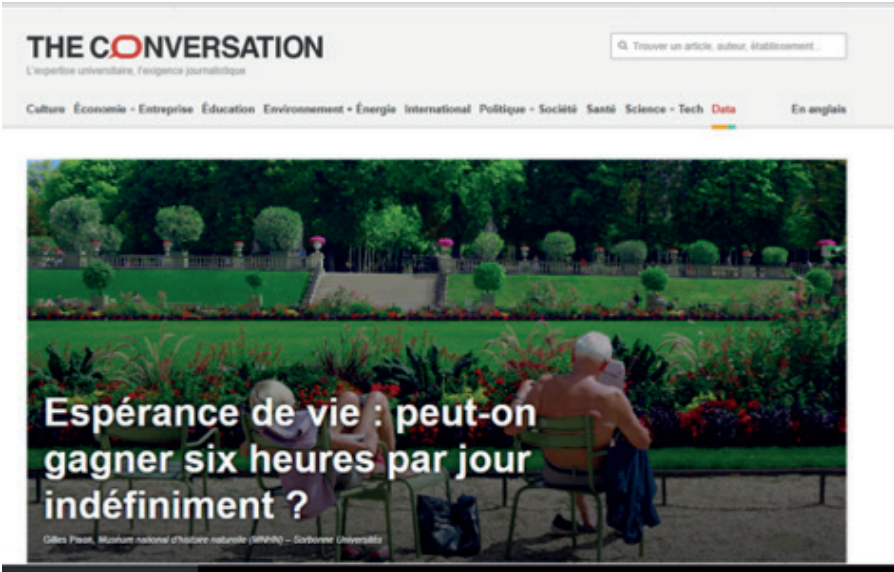 THE CONVERSATION
L'expertise universitaire, l'exigence journalistique
Trouver un article, auteur, établissement...
Culture Économie + Entreprise Éducation Environnement + Énergie International Politique + Société Santé Science + Tech Data En anglais
Espérance de vie : peut-on
gagner six heures par jour
indéfiniment ?
Gilles Pison, Muséum national d'histoire naturelle (MNHN) – Sorbonne Universités